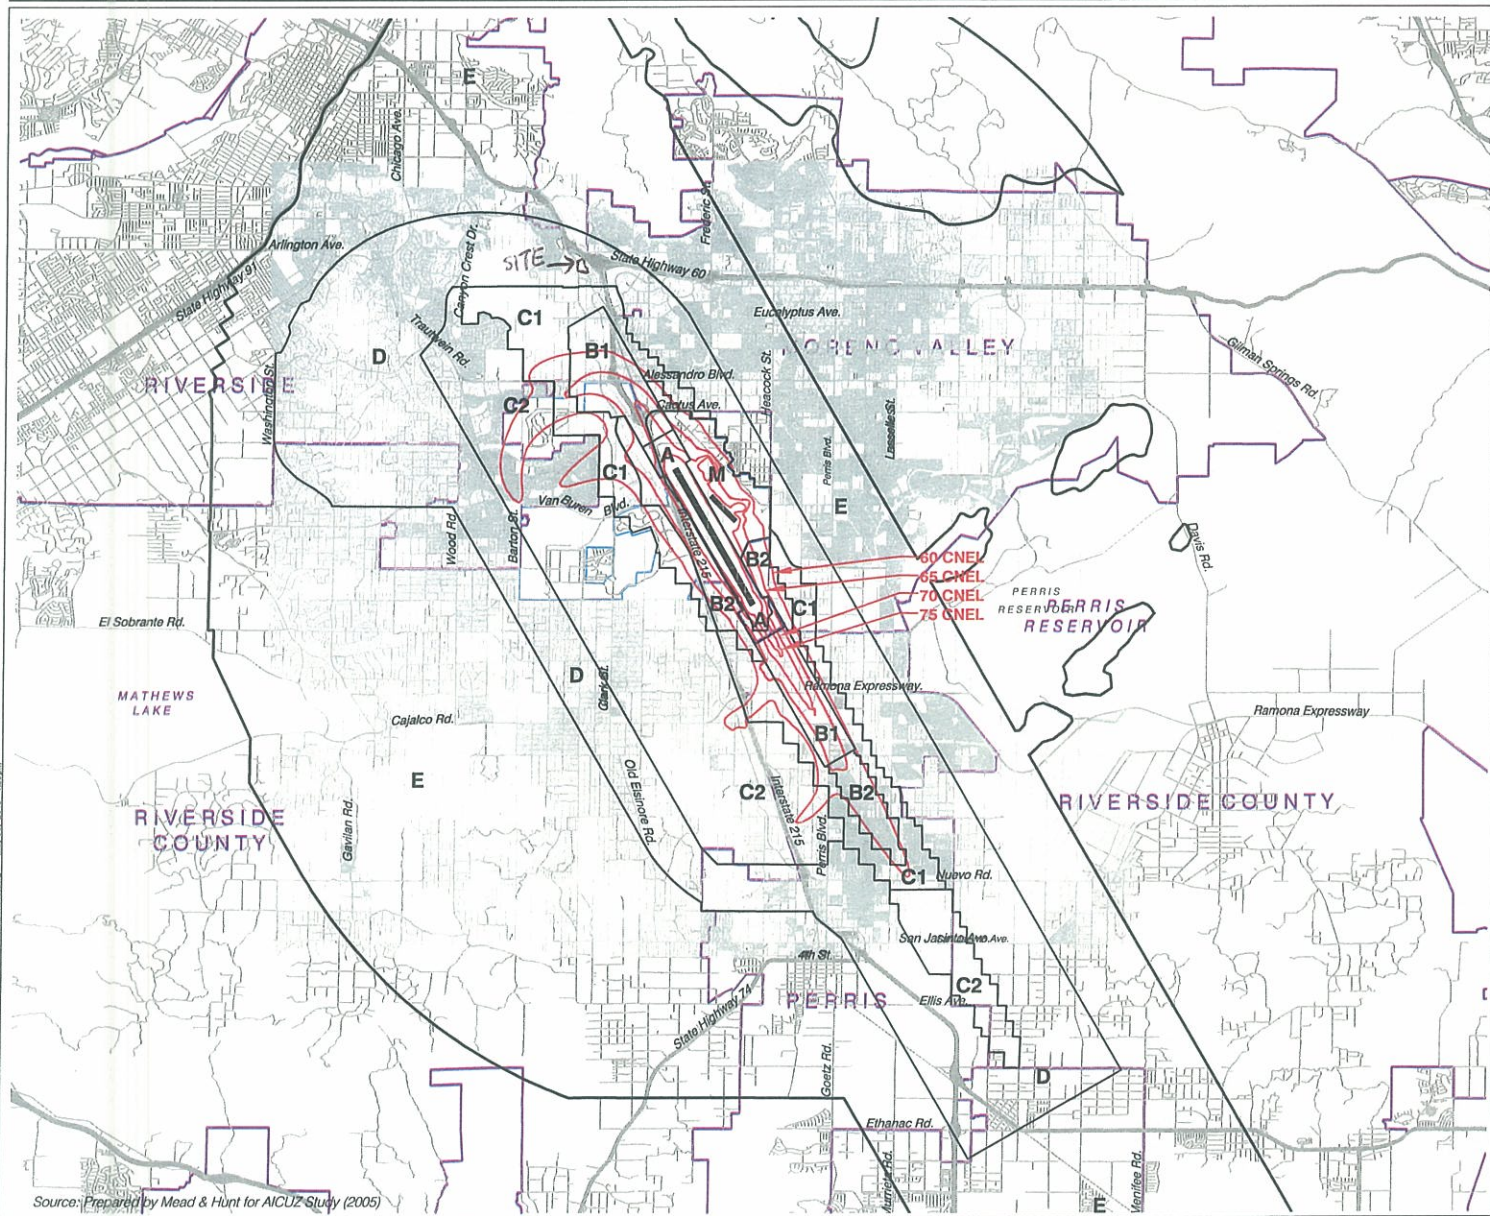 E
Chicago Ave.
Frederic St.
Arlington Ave.
Canyon Crest Dr.
SITE
State Highway 60
State Highway 91
Eucalyptus Ave.
C1
Trautwein Rd.
D
B1
MORENO VALLEY
Gilman Springs Rd.
RIVERSIDE
Alessandro Blvd.
Heacock St.
Washington St.
C2
Cactus Ave.
Lasselle St.
Perris Blvd.
A
M
C1
Van Buren Blvd.
E
Wood Rd.
Barton St.
Interstate 215
Davis Rd.
B2
60 CNEL
65 CNEL
70 CNEL
75 CNEL
PERRIS
RESERVOIR
PERRIS
RESERVOIR
B2
C1
A
El Sobrante Rd.
D
Clark St.
Ramona Expressway.
MATHEWS
LAKE
Cajalco Rd.
Ramona Expressway
B1
E
Old Elsinore Rd.
C2
Interstate 215
B2
RIVERSIDE COUNTY
RIVERSIDE
COUNTY
Gavilan Rd.
Perris Blvd.
C1
Nuevo Rd.
San Jacinto Ave.
4th St.
C2
PERRIS
Ellis Ave.
State Highway 74
Goetz Rd.
D
Ethanac Rd.
Murrieta Rd.
Menifee Rd.
E
Source: Prepared by Mead & Hunt for AICUZ Study (2005)